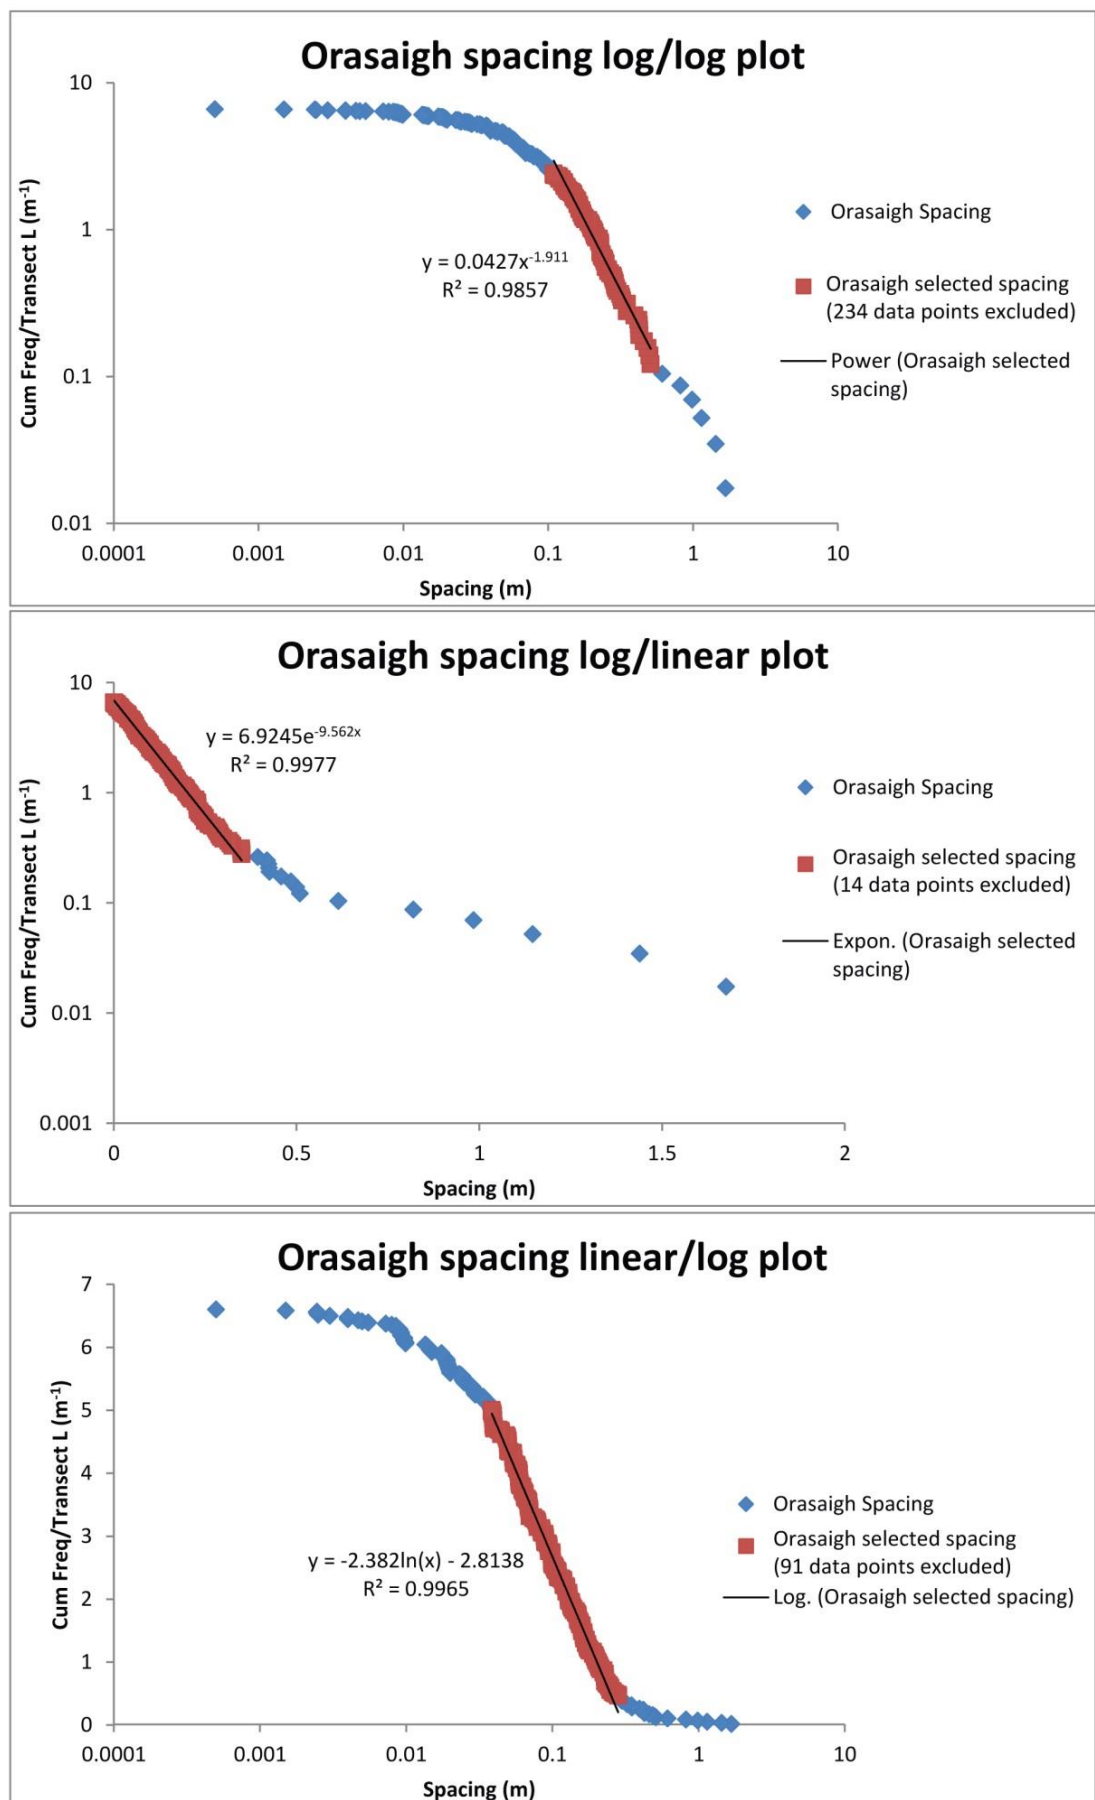 Orasaigh spacing log/log plot
10
1
0.1
0.01
Cum Freq/Transect L (m⁻¹)
y = 0.0427x⁻¹·⁹¹¹
R² = 0.9857
Orasaigh Spacing
Orasaigh selected spacing
(234 data points excluded)
Power (Orasaigh selected
spacing)
0.0001 0.001 0.01 0.1 1 10
Spacing (m)
Orasaigh spacing log/linear plot
10
1
0.1
0.01
0.001
Cum Freq/Transect L (m⁻¹)
y = 6.9245e⁻⁹·⁵⁶²ˣ
R² = 0.9977
Orasaigh Spacing
Orasaigh selected spacing
(14 data points excluded)
Expon. (Orasaigh selected
spacing)
0 0.5 1 1.5 2
Spacing (m)
Orasaigh spacing linear/log plot
7
6
5
4
3
2
1
0
Cum Freq/Transect L (m⁻¹)
y = -2.382ln(x) - 2.8138
R² = 0.9965
Orasaigh Spacing
Orasaigh selected spacing
(91 data points excluded)
Log. (Orasaigh selected spacing)
0.0001 0.001 0.01 0.1 1 10
Spacing (m)